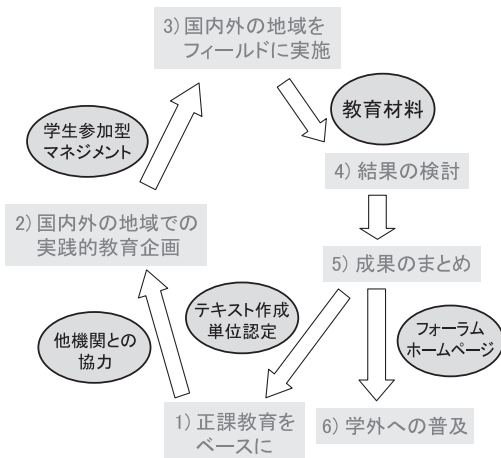 3) 国内外の地域を
フィールドに実施
学生参加型
マネジメント
教育材料
4) 結果の検討
2) 国内外の地域での
実践的教育企画
5) 成果のまとめ
テキスト作成
単位認定
他機関との
協力
フォーラム
ホームページ
1) 正課教育を
ベースに
6) 学外への普及